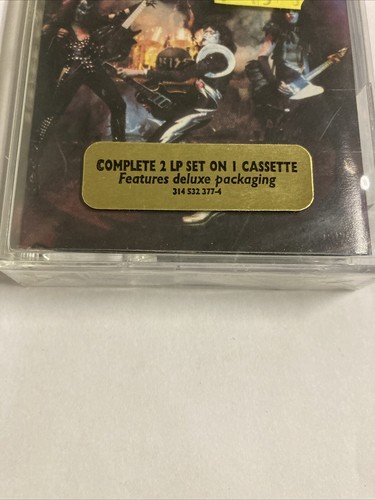 COMPLETE 2 LP SET ON 1 CASSETTE
Features deluxe packaging
314 532 377-4